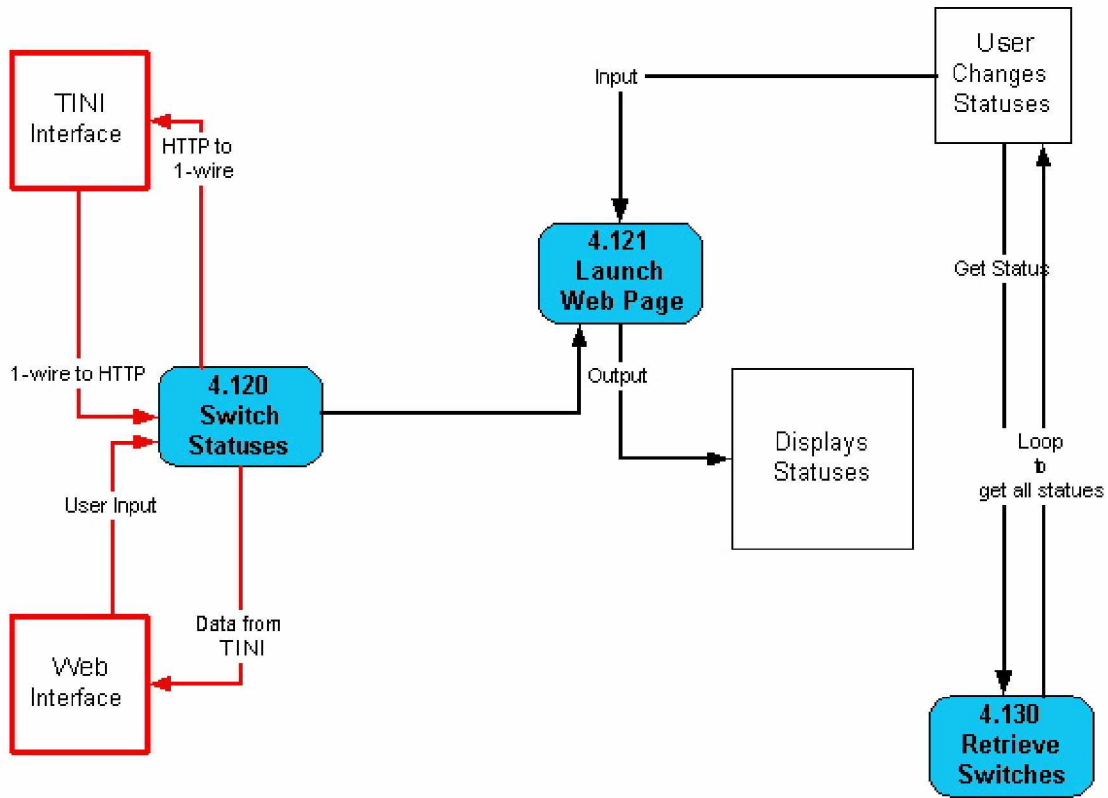 User
Changes
Statuses
TINI
Interface
Input
HTTP to
1-wire
4.121
Launch
Web Page
Get Status
1-wire to HTTP
4.120
Switch
Statuses
Output
Displays
Statuses
Loop
to
get all statues
User Input
Data from
TINI
Web
Interface
4.130
Retrieve
Switches